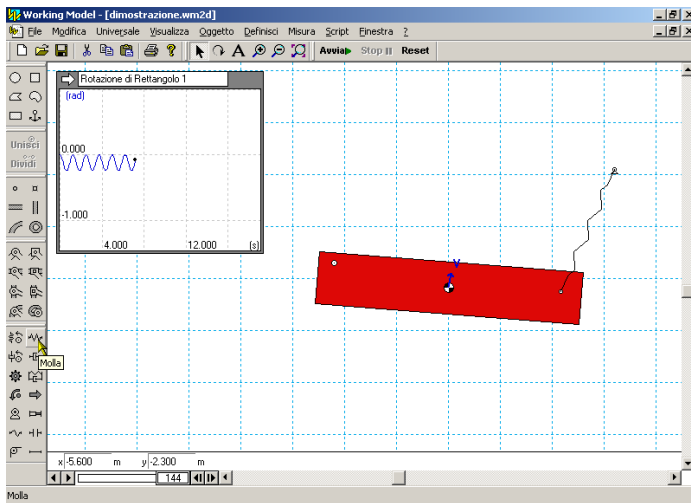 Working Model - [dimostrazione.wm2d]
File Modifica Universale Visualizza Oggetto Definisci Misura Script Finestra ?
A Avvia Stop Reset
Rotazione di Rettangolo 1
(rad)
0.000
-1.000
4.000 12.000 (s)
Unisci
Dividi
V
Molla
x -5.600 m y -2.300 m
144
Molla